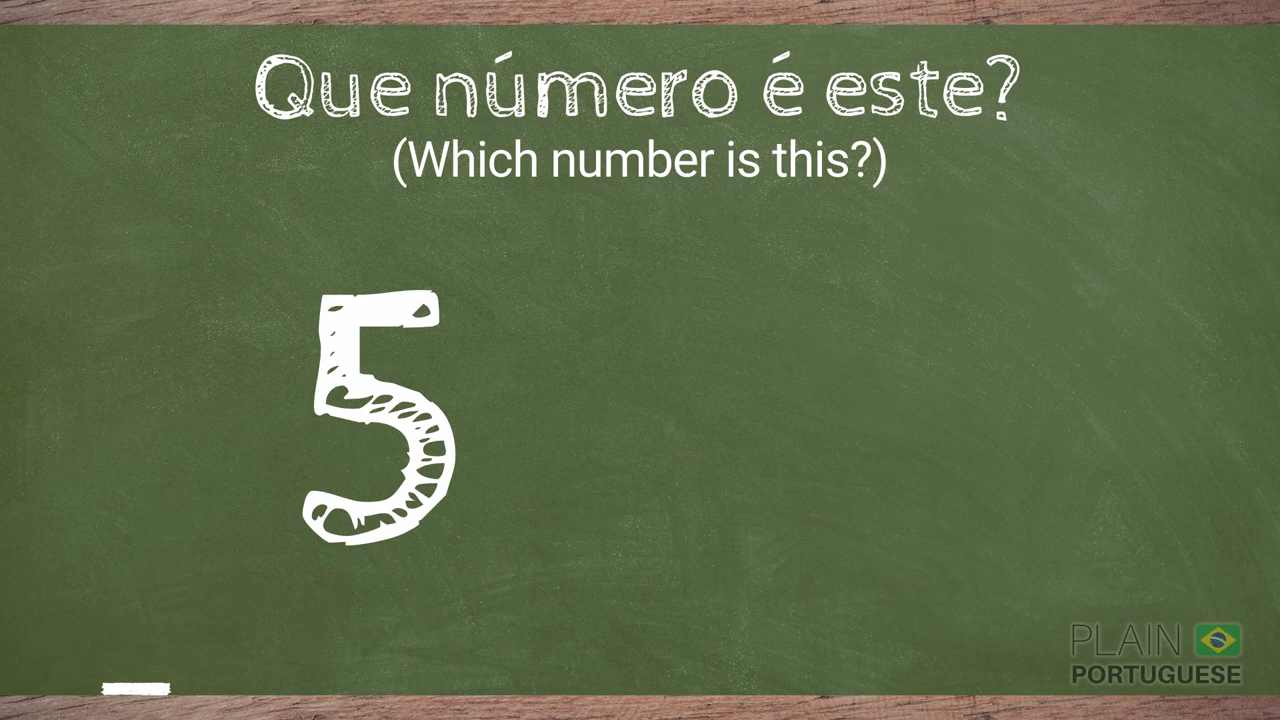 Que número é este?
(Which number is this?)
5
PLAIN
PORTUGUESE